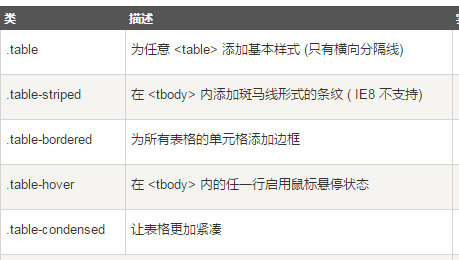 类 描述
.table 为任意 <table> 添加基本样式 (只有横向分隔线)
.table-striped 在 <tbody> 内添加斑马线形式的条纹 ( IE8 不支持)
.table-bordered 为所有表格的单元格添加边框
.table-hover 在 <tbody> 内的任一行启用鼠标悬停状态
.table-condensed 让表格更加紧凑